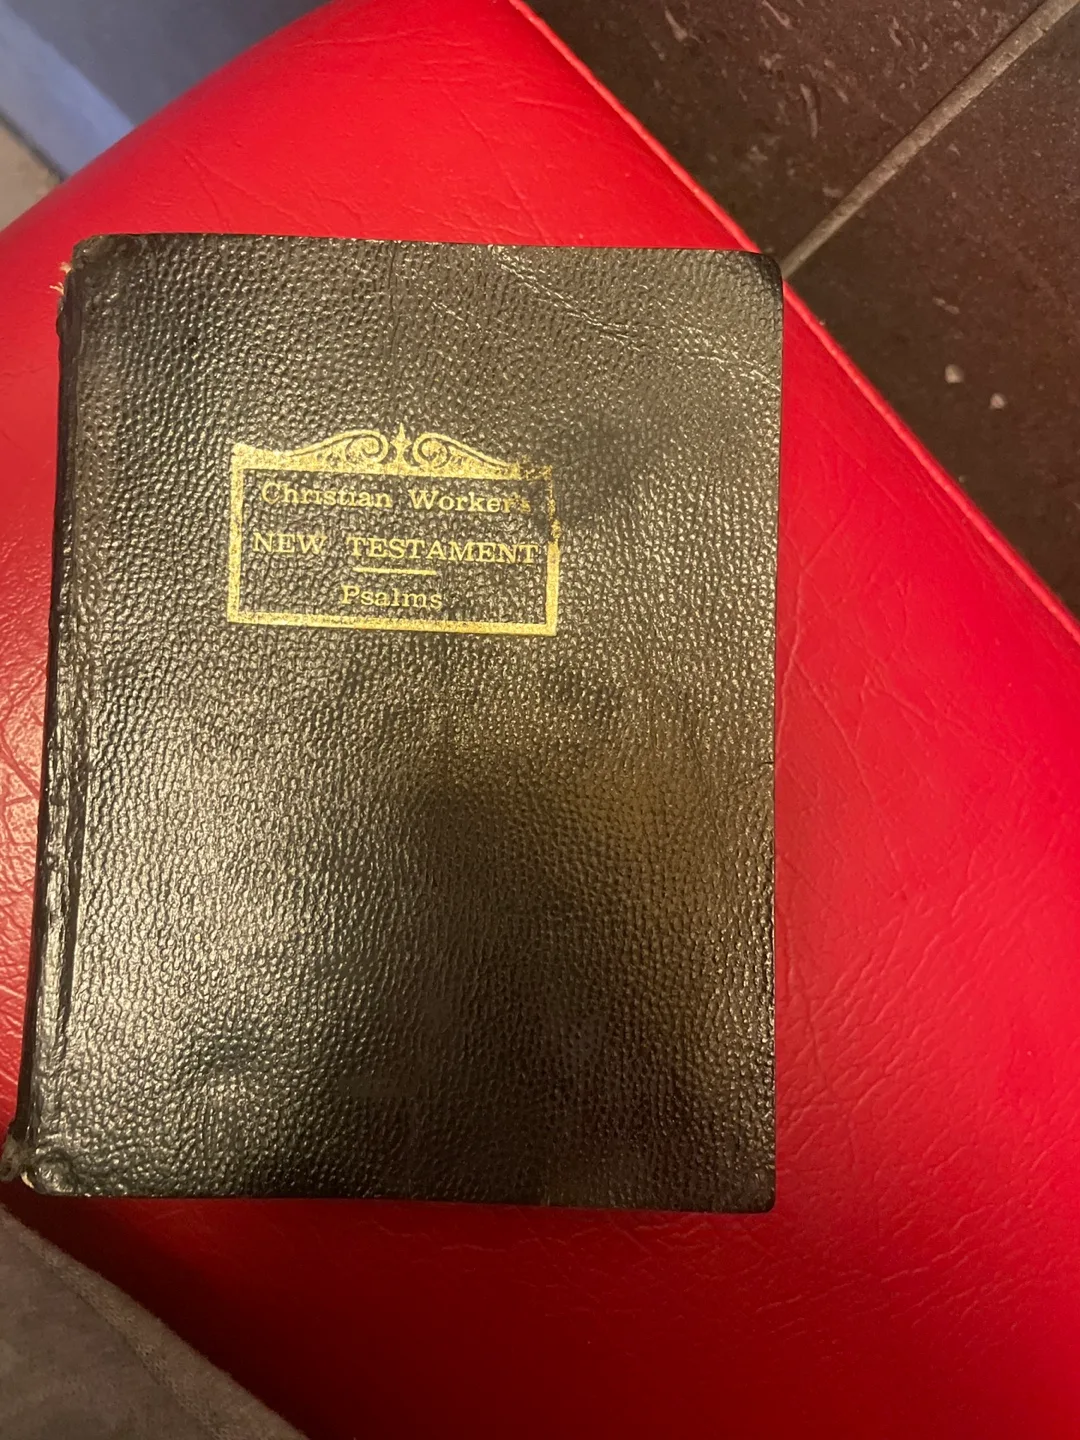 Christian Worker's
NEW TESTAMENT
Psalms